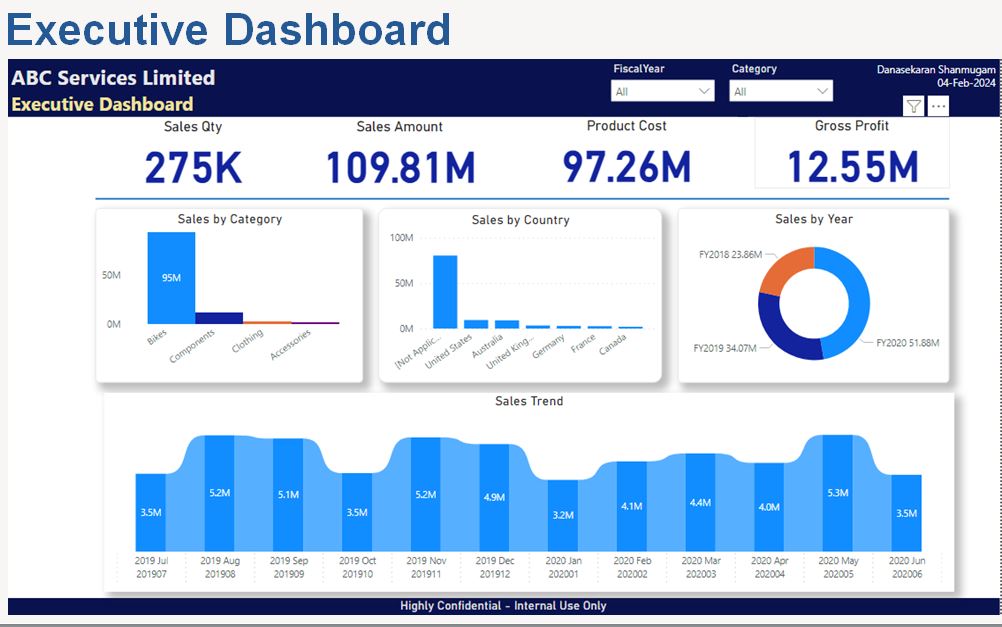 Executive Dashboard
ABC Services Limited
Executive Dashboard
FiscalYear
All
Category
All
Danasekaran Shanmugam
04-Feb-2024
Sales Qty
275K
Sales Amount
109.81M
Product Cost
97.26M
Gross Profit
12.55M
Sales by Category
50M
0M
95M
Bikes
Components
Clothing
Accessories
Sales by Country
100M
50M
0M
[Not Applic...
United States
Australia
United King...
Germany
France
Canada
Sales by Year
FY2018 23.86M
FY2019 34.07M
FY2020 51.88M
Sales Trend
3.5M
5.2M
5.1M
3.5M
5.2M
4.9M
3.2M
4.1M
4.4M
4.0M
5.3M
3.5M
2019 Jul
201907
2019 Aug
201908
2019 Sep
201909
2019 Oct
201910
2019 Nov
201911
2019 Dec
201912
2020 Jan
202001
2020 Feb
202002
2020 Mar
202003
2020 Apr
202004
2020 May
202005
2020 Jun
202006
Highly Confidential - Internal Use Only